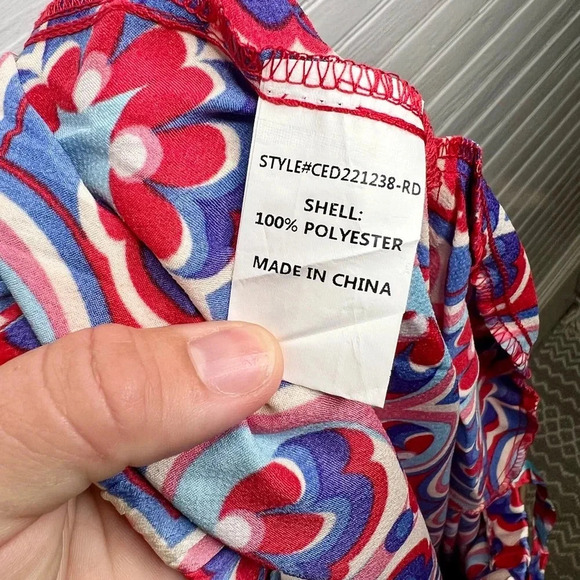 STYLE#CED221238-RD
SHELL:
100% POLYESTER
MADE IN CHINA